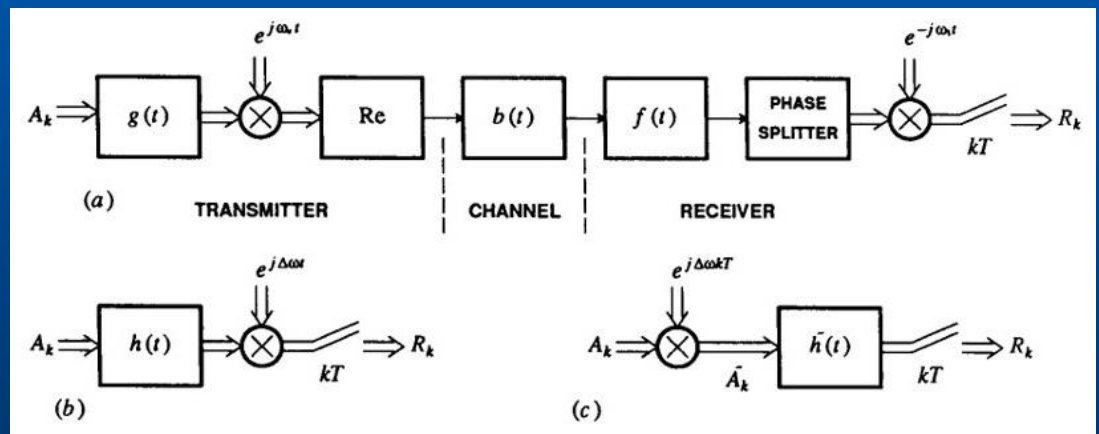 e^{jω_c t}
e^{-jω_1 t}
A_k
g(t)
Re
b(t)
f(t)
PHASE
SPLITTER
R_k
kT
(a)
TRANSMITTER
CHANNEL
RECEIVER
e^{jΔωt}
e^{jΔωkT}
A_k
h(t)
R_k
kT
(b)
A_k
Ã_k
h̃(t)
R_k
kT
(c)